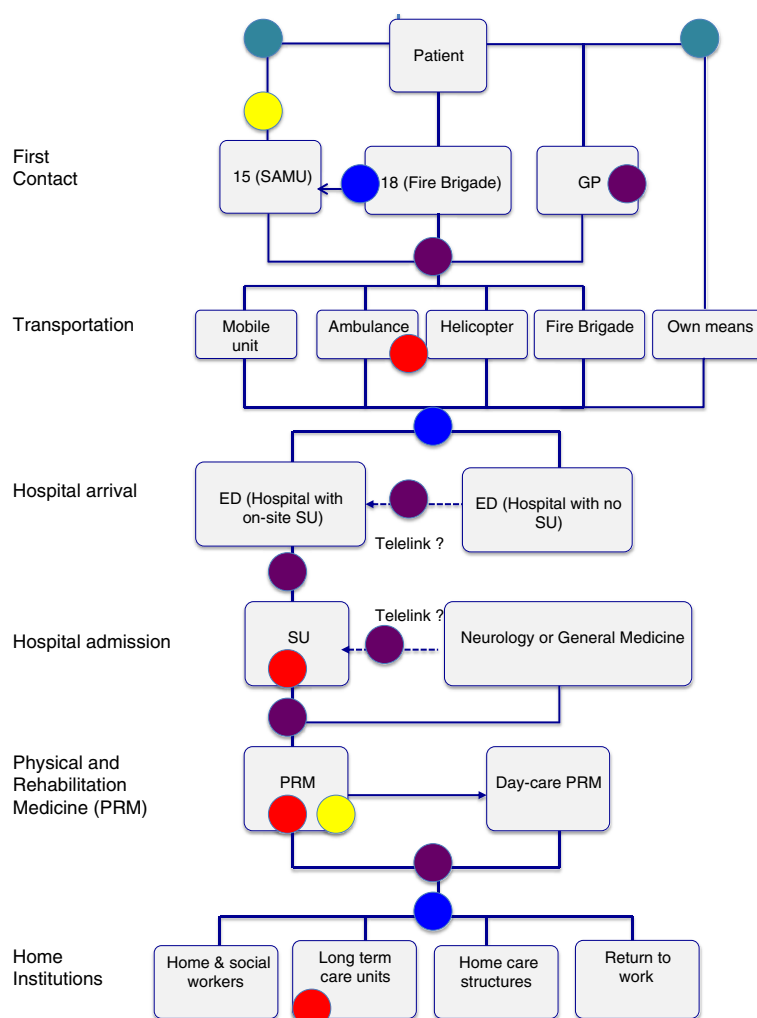 Patient
First
Contact
15 (SAMU)
18 (Fire Brigade)
GP
Transportation
Mobile
unit
Ambulance
Helicopter
Fire Brigade
Own means
Hospital arrival
ED (Hospital with
on-site SU)
ED (Hospital with no
SU)
Telelink ?
Hospital admission
SU
Telelink ?
Neurology or General Medicine
Physical and
Rehabilitation
Medicine (PRM)
PRM
Day-care PRM
Home
Institutions
Home & social
workers
Long term
care units
Home care
structures
Return to
work